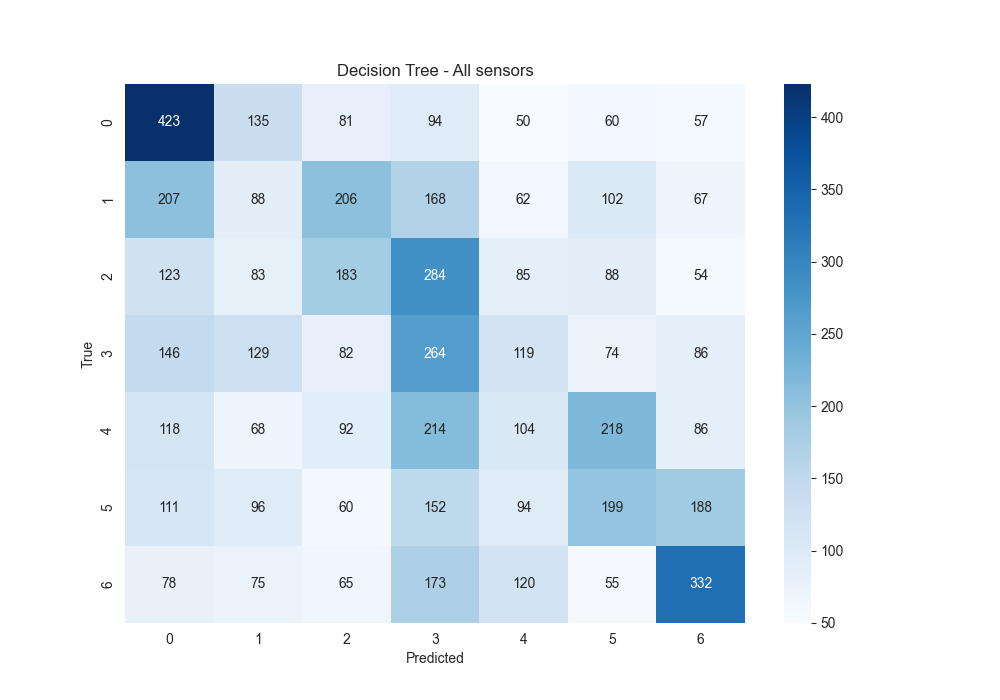 Decision Tree - All sensors
0 423 135 81 94 50 60 57
1 207 88 206 168 62 102 67
2 123 83 183 284 85 88 54
3 146 129 82 264 119 74 86
4 118 68 92 214 104 218 86
5 111 96 60 152 94 199 188
6 78 75 65 173 120 55 332
0 1 2 3 4 5 6
Predicted
True
400
350
300
250
200
150
100
50